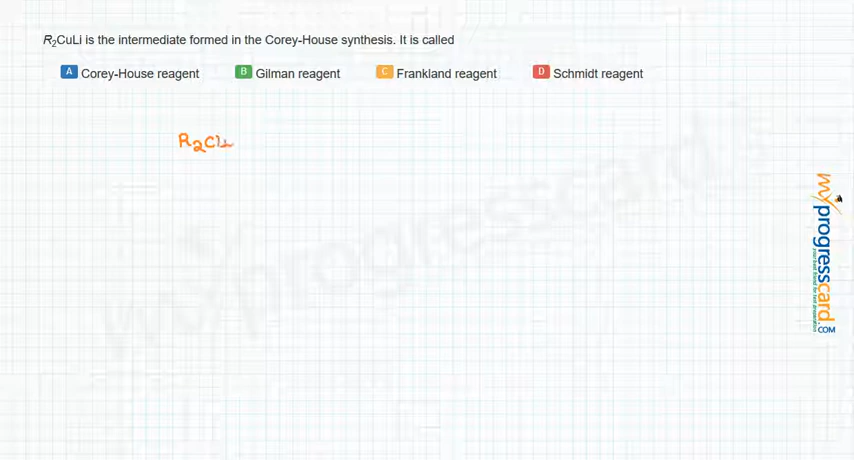 R₂CuLi is the intermediate formed in the Corey-House synthesis. It is called
A Corey-House reagent B Gilman reagent C Frankland reagent D Schmidt reagent
R₂Cu
myprogresscard
myprogresscard.COM